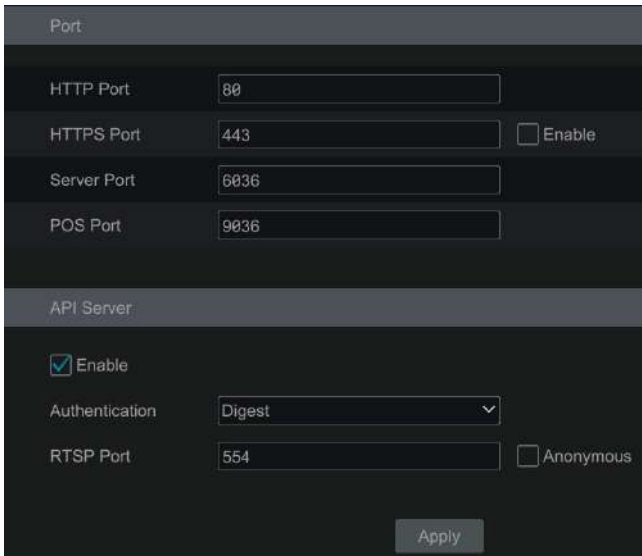 Port
HTTP Port 80
HTTPS Port 443 Enable
Server Port 6036
POS Port 9036
API Server
Enable
Authentication Digest
RTSP Port 554 Anonymous
Apply